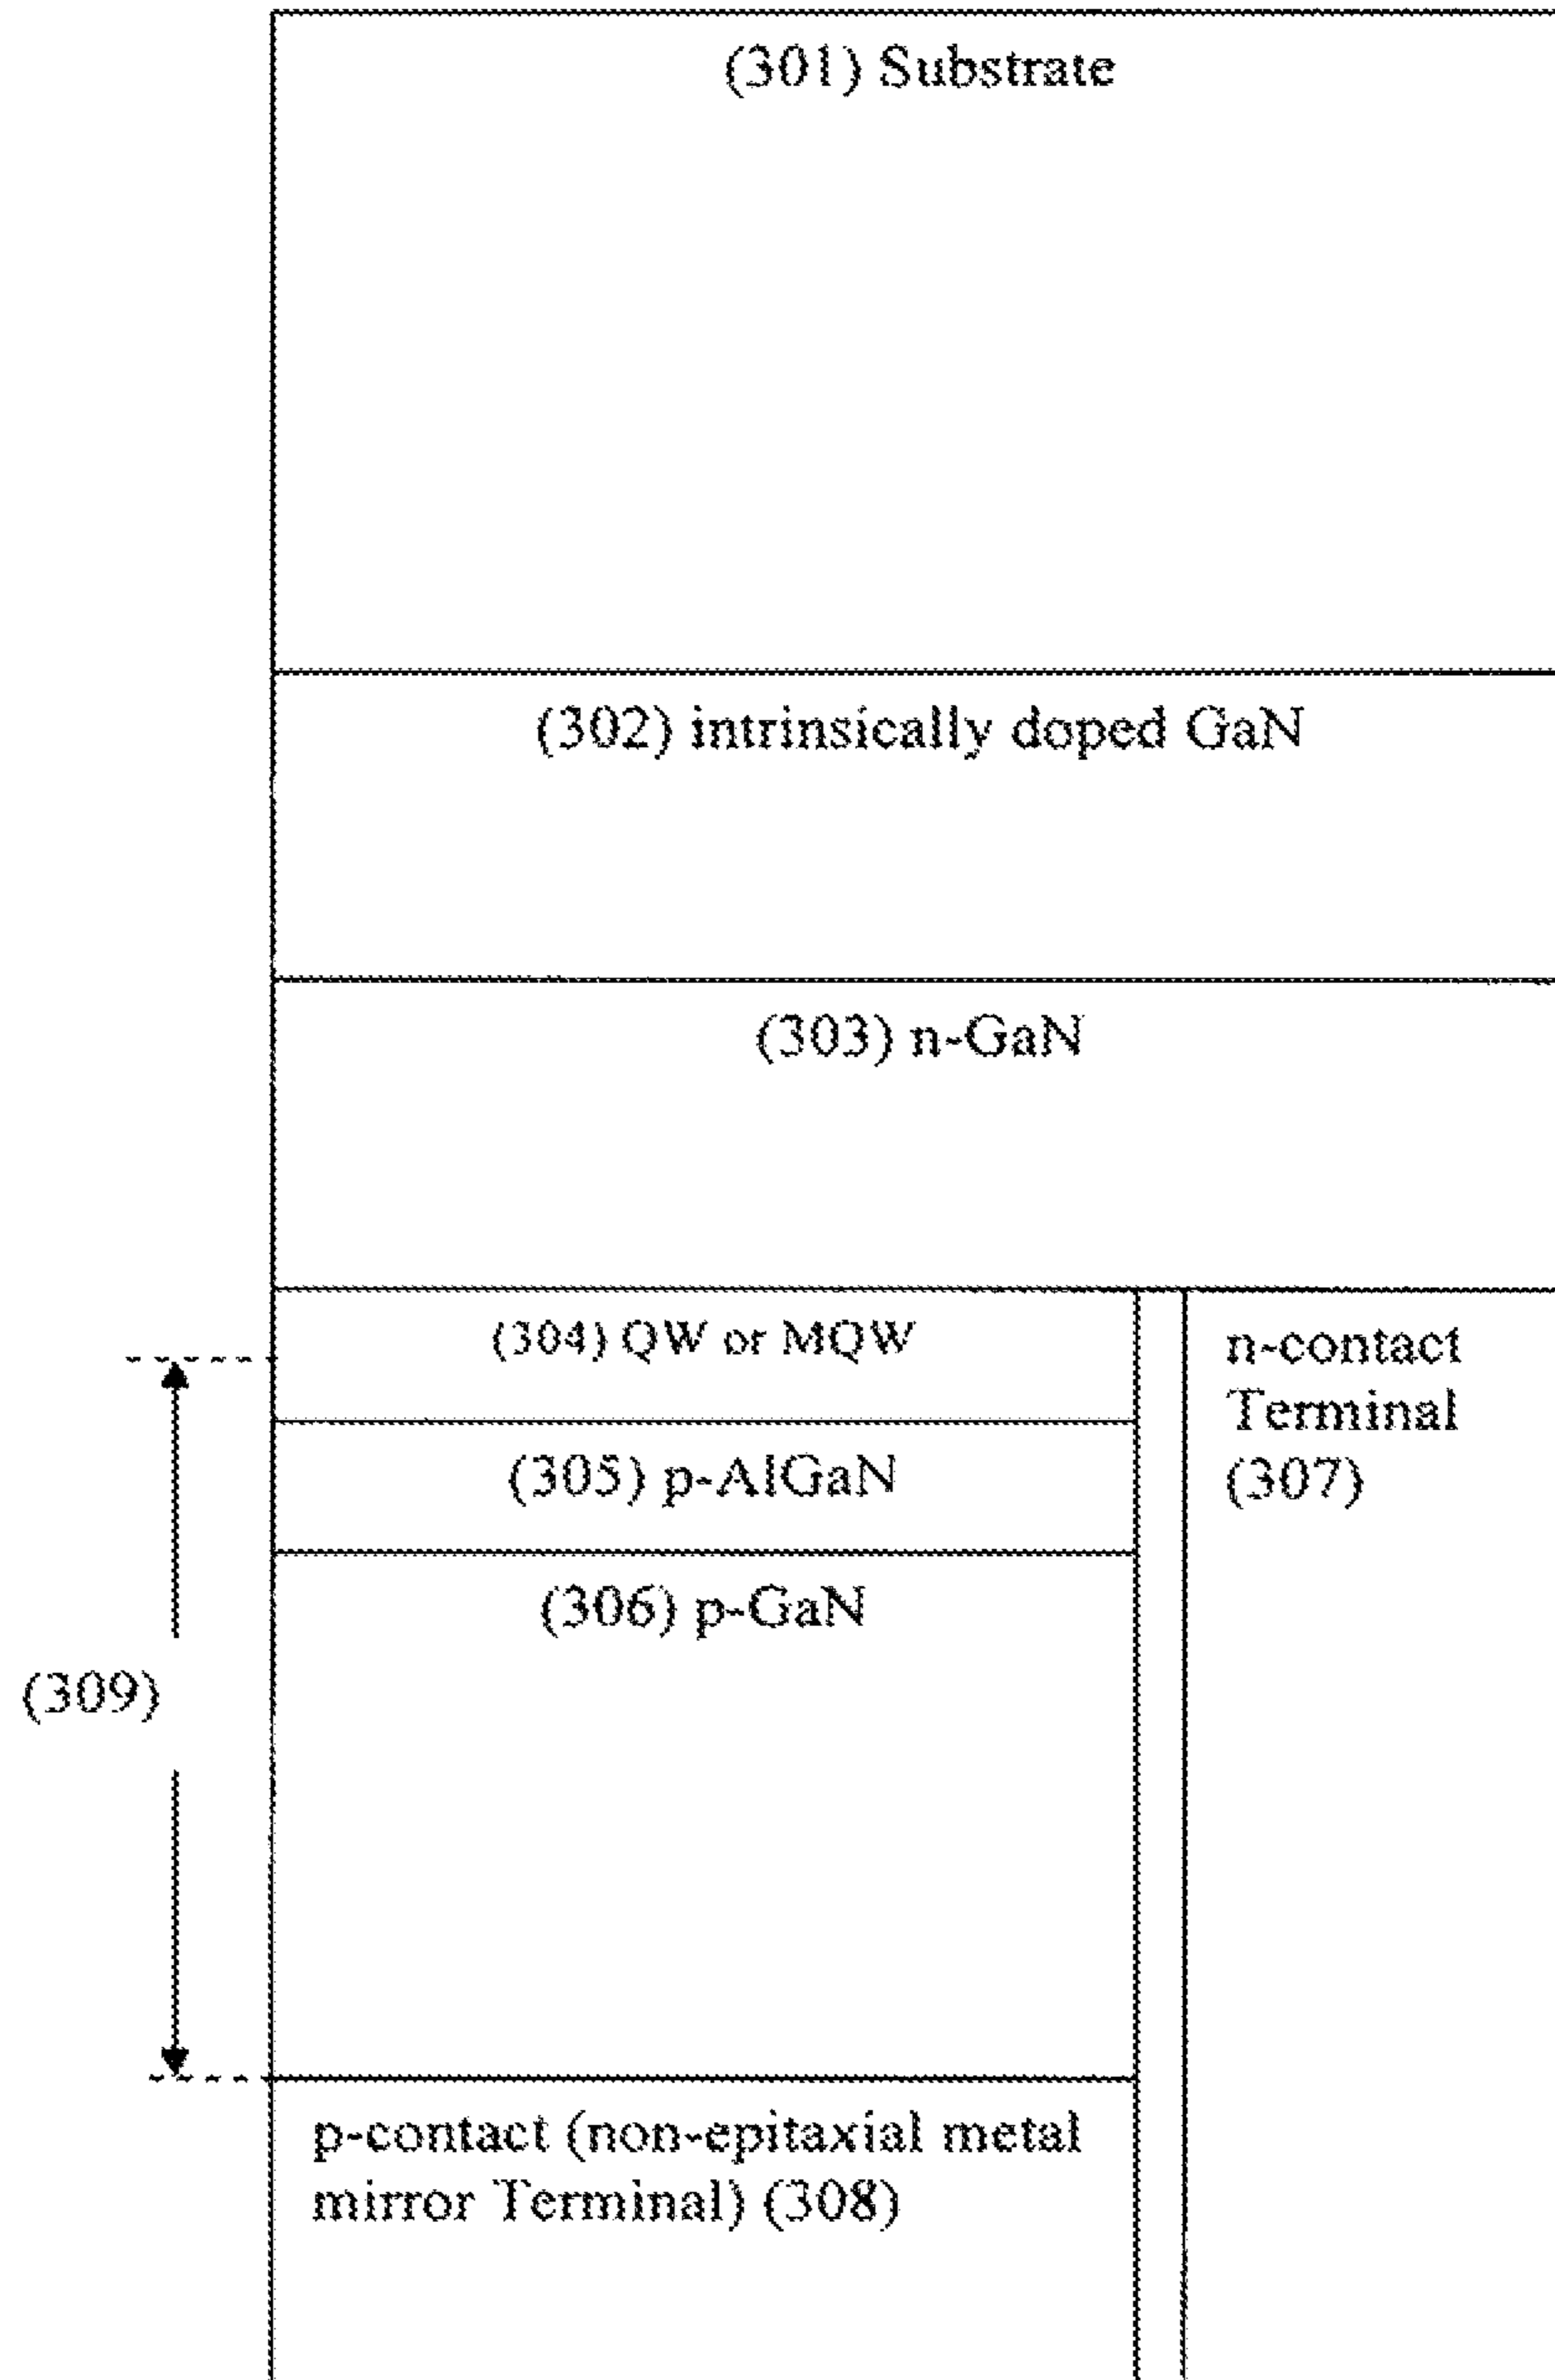 (301) Substrate
(302) intrinsically doped GaN
(303) n-GaN
(304) QW or MQW
n-contact
Terminal
(307)
(305) p-AlGaN
(306) p-GaN
(309)
p-contact (non-epitaxial metal
mirror Terminal) (308)